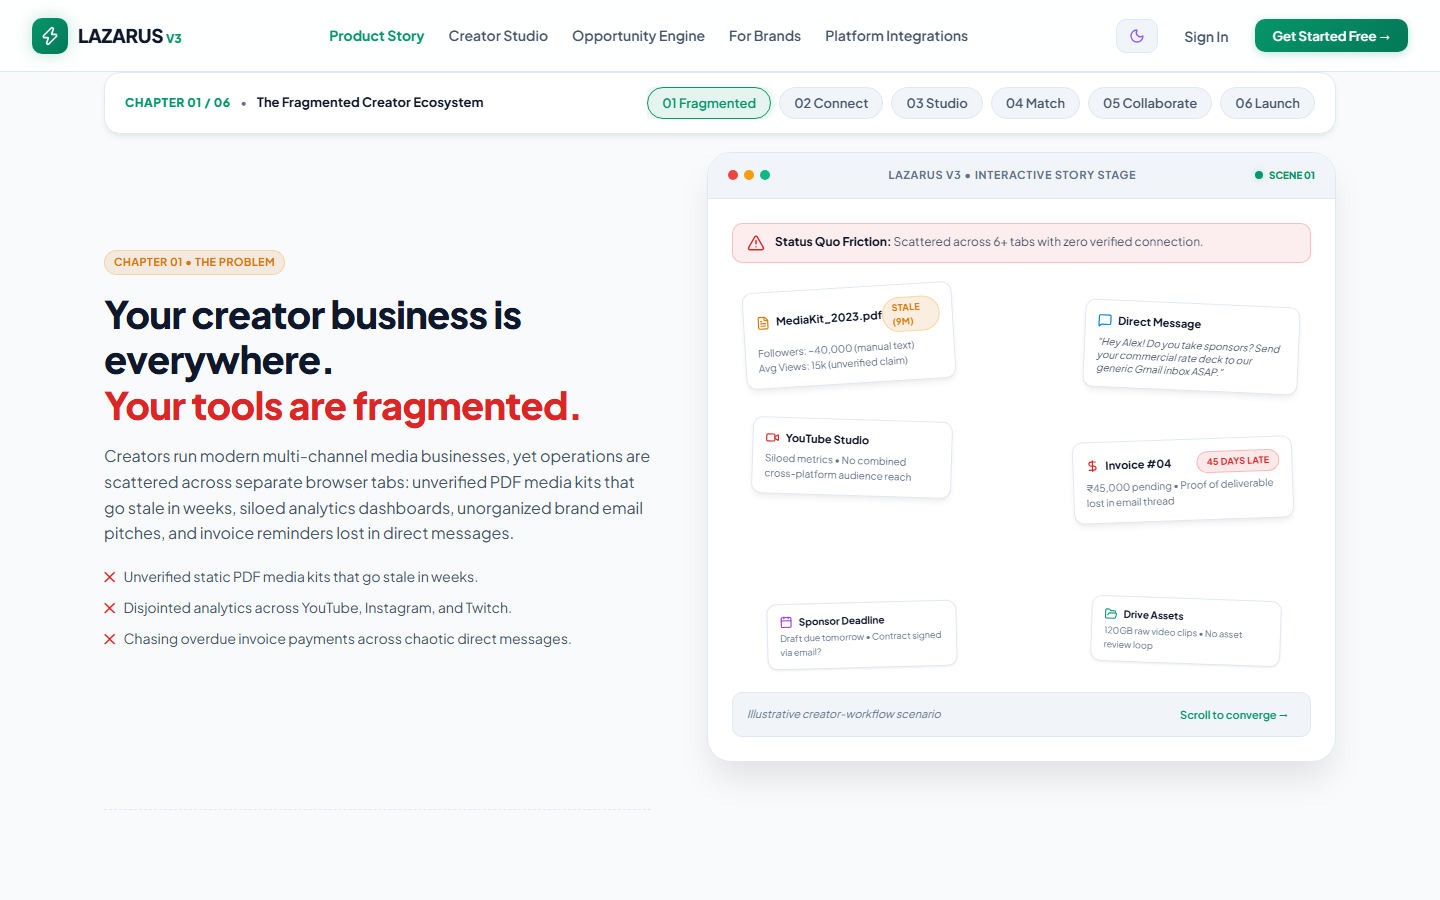 LAZARUS V3
Product Story
Creator Studio
Opportunity Engine
For Brands
Platform Integrations
Sign In
Get Started Free →
CHAPTER 01 / 06 • The Fragmented Creator Ecosystem
01 Fragmented
02 Connect
03 Studio
04 Match
05 Collaborate
06 Launch
CHAPTER 01 • THE PROBLEM
Your creator business is
everywhere.
Your tools are fragmented.
Creators run modern multi-channel media businesses, yet operations are
scattered across separate browser tabs: unverified PDF media kits that
go stale in weeks, siloed analytics dashboards, unorganized brand email
pitches, and invoice reminders lost in direct messages.
Unverified static PDF media kits that go stale in weeks.
Disjointed analytics across YouTube, Instagram, and Twitch.
Chasing overdue invoice payments across chaotic direct messages.
LAZARUS V3 • INTERACTIVE STORY STAGE
SCENE 01
Status Quo Friction: Scattered across 6+ tabs with zero verified connection.
MediaKit_2023.pdf
STALE
(9M)
Followers: ~40,000 (manual text)
Avg Views: 15k (unverified claim)
Direct Message
"Hey Alex! Do you take sponsors? Send
your commercial rate deck to our
generic Gmail inbox ASAP."
YouTube Studio
Siloed metrics • No combined
cross-platform audience reach
Invoice #04
45 DAYS LATE
₹45,000 pending • Proof of deliverable
lost in email thread
Sponsor Deadline
Draft due tomorrow • Contract signed
via email?
Drive Assets
120GB raw video clips • No asset
review loop
Illustrative creator-workflow scenario
Scroll to converge →